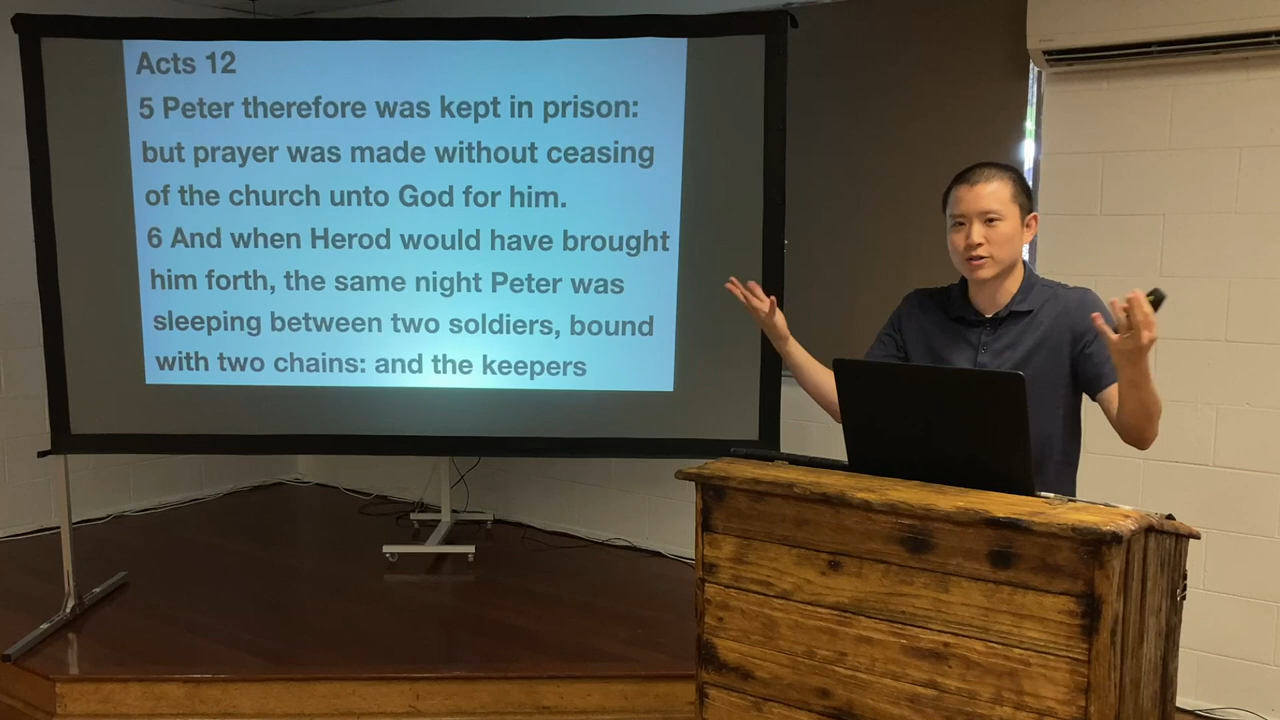 Acts 12
5 Peter therefore was kept in prison:
but prayer was made without ceasing
of the church unto God for him.
6 And when Herod would have brought
him forth, the same night Peter was
sleeping between two soldiers, bound
with two chains: and the keepers